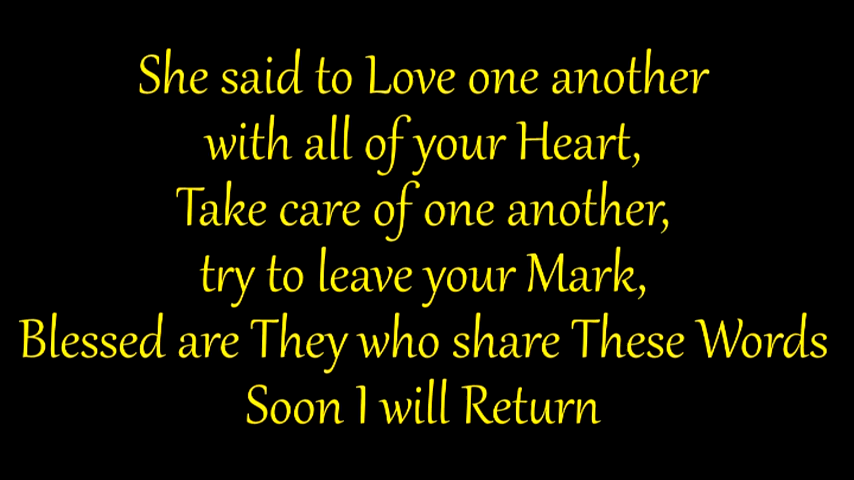 She said to Love one another
with all of your Heart,
Take care of one another,
try to leave your Mark,
Blessed are They who share These Words
Soon I will Return